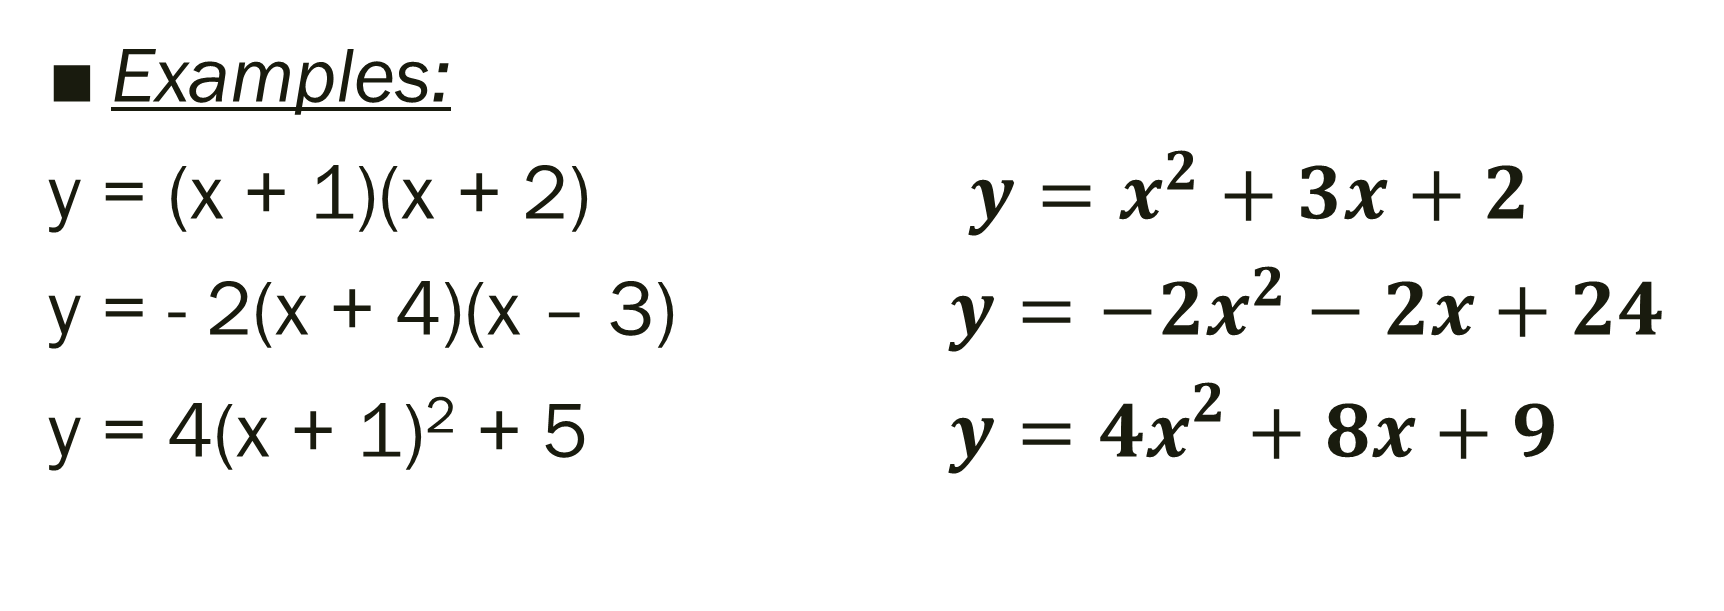 ■ Examples:
y = (x + 1)(x + 2) y = x² + 3x + 2
y = - 2(x + 4)(x – 3) y = −2x² − 2x + 24
y = 4(x + 1)² + 5 y = 4x² + 8x + 9